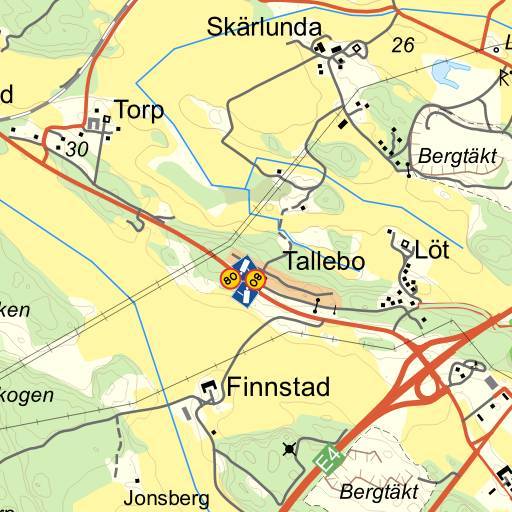 Skärlunda
26
L
d
Torp
30
Bergtäkt
Tallebo
Löt
80
80
ken
Finnstad
kogen
E4
Bergtäkt
Jonsberg